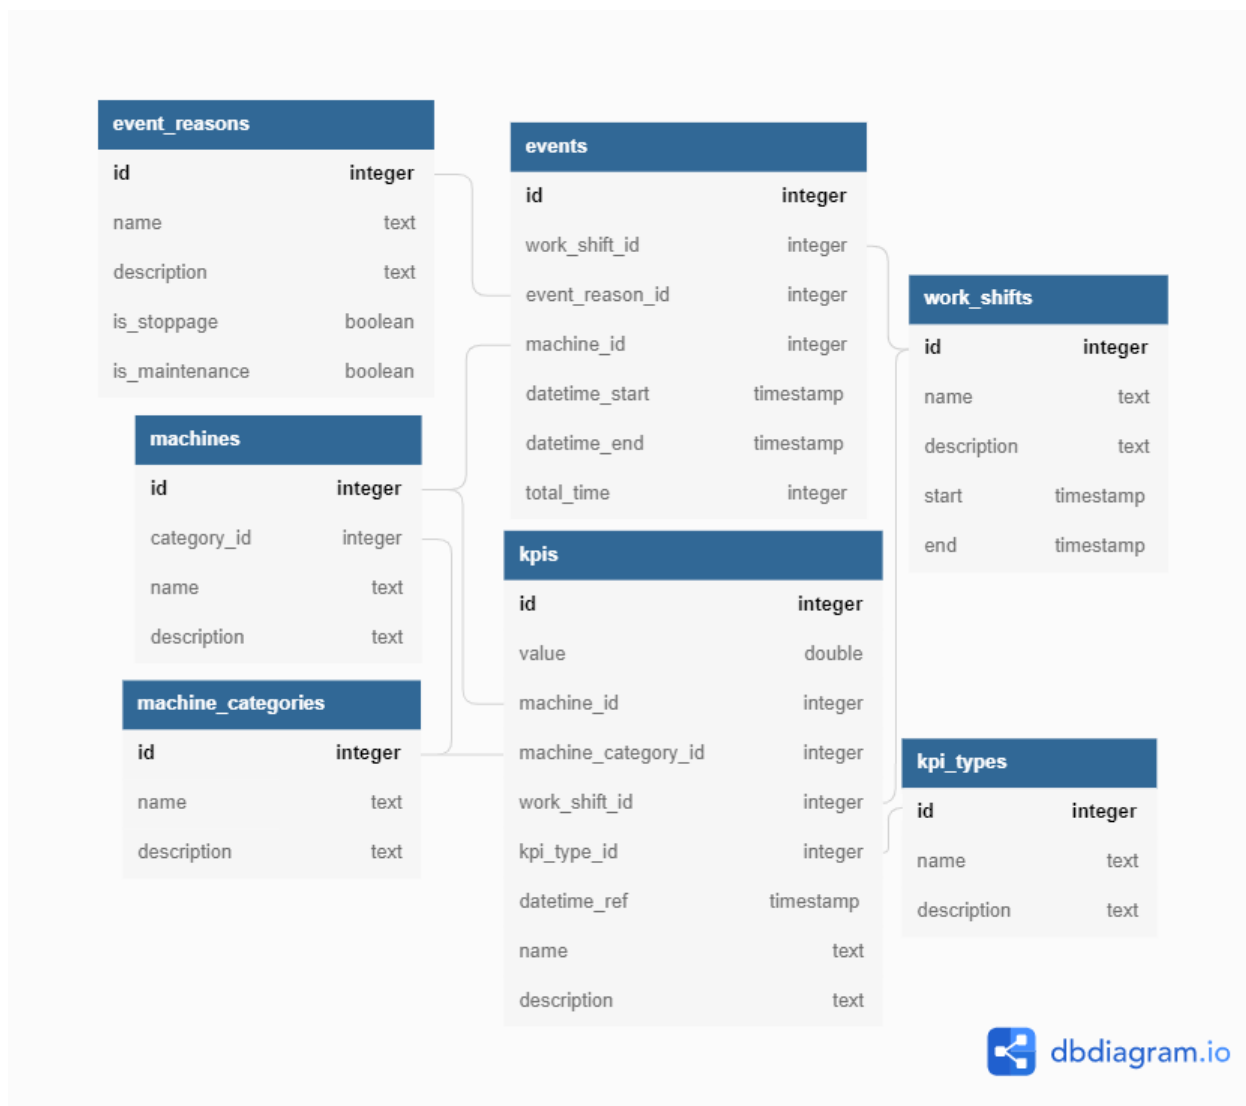 event_reasons
id integer
name text
description text
is_stoppage boolean
is_maintenance boolean
events
id integer
work_shift_id integer
event_reason_id integer
machine_id integer
datetime_start timestamp
datetime_end timestamp
total_time integer
work_shifts
id integer
name text
description text
start timestamp
end timestamp
machines
id integer
category_id integer
name text
description text
kpis
id integer
value double
machine_id integer
machine_category_id integer
work_shift_id integer
kpi_type_id integer
datetime_ref timestamp
name text
description text
machine_categories
id integer
name text
description text
kpi_types
id integer
name text
description text
dbdiagram.io